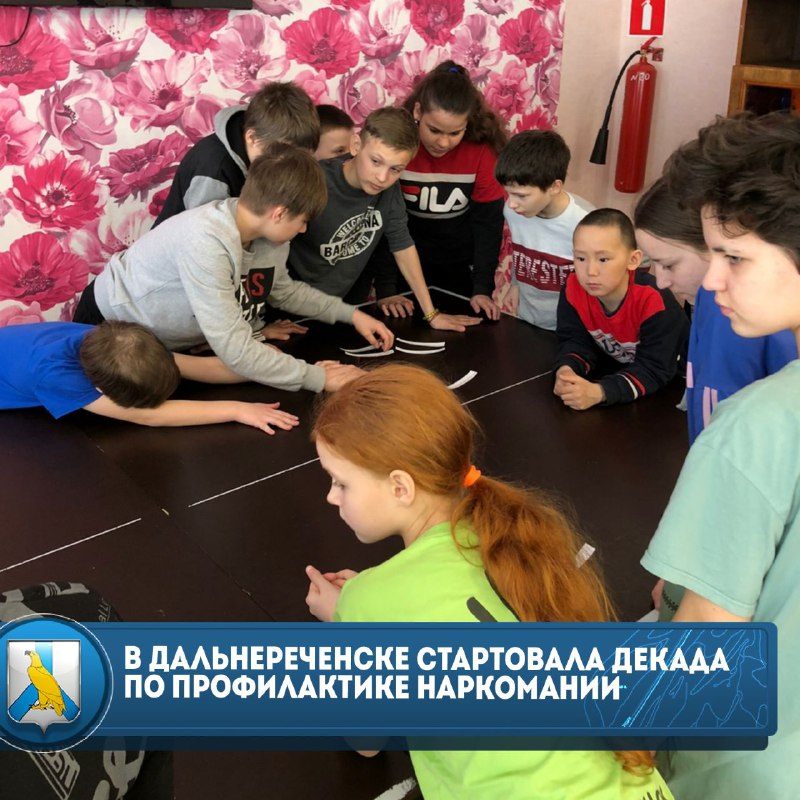 FILA
В ДАЛЬНЕРЕЧЕНСКЕ СТАРТОВАЛА ДЕКАДА
ПО ПРОФИЛАКТИКЕ НАРКОМАНИИ